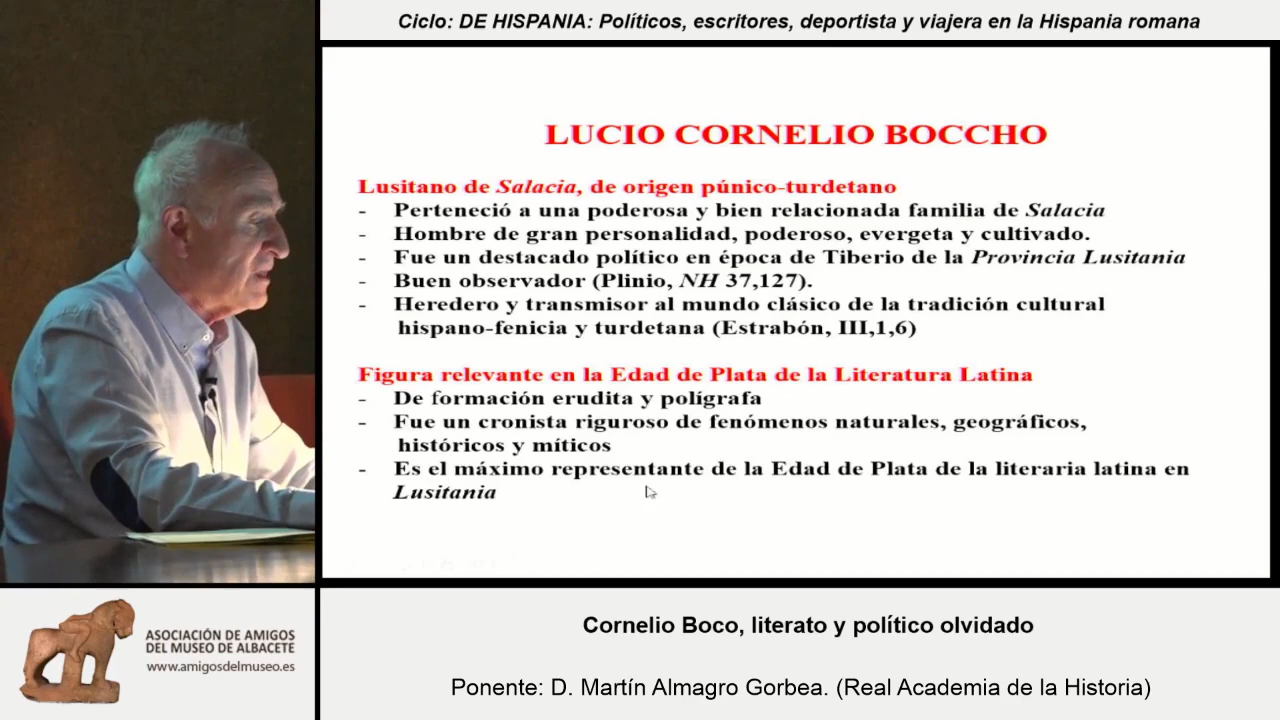 Ciclo: DE HISPANIA: Políticos, escritores, deportista y viajera en la Hispania romana
LUCIO CORNELIO BOCCHO
Lusitano de Salacia, de origen púnico-turdetano
- Perteneció a una poderosa y bien relacionada familia de Salacia
- Hombre de gran personalidad, poderoso, evergeta y cultivado.
- Fue un destacado político en época de Tiberio de la Provincia Lusitania
- Buen observador (Plinio, NH 37,127).
- Heredero y transmisor al mundo clásico de la tradición cultural
hispano-fenicia y turdetana (Estrabón, III,1,6)
Figura relevante en la Edad de Plata de la Literatura Latina
- De formación erudita y polígrafa
- Fue un cronista riguroso de fenómenos naturales, geográficos,
históricos y míticos
- Es el máximo representante de la Edad de Plata de la literaria latina en
Lusitania
ASOCIACIÓN DE AMIGOS
DEL MUSEO DE ALBACETE
www.amigosdelmuseo.es
Cornelio Boco, literato y político olvidado
Ponente: D. Martín Almagro Gorbea. (Real Academia de la Historia)